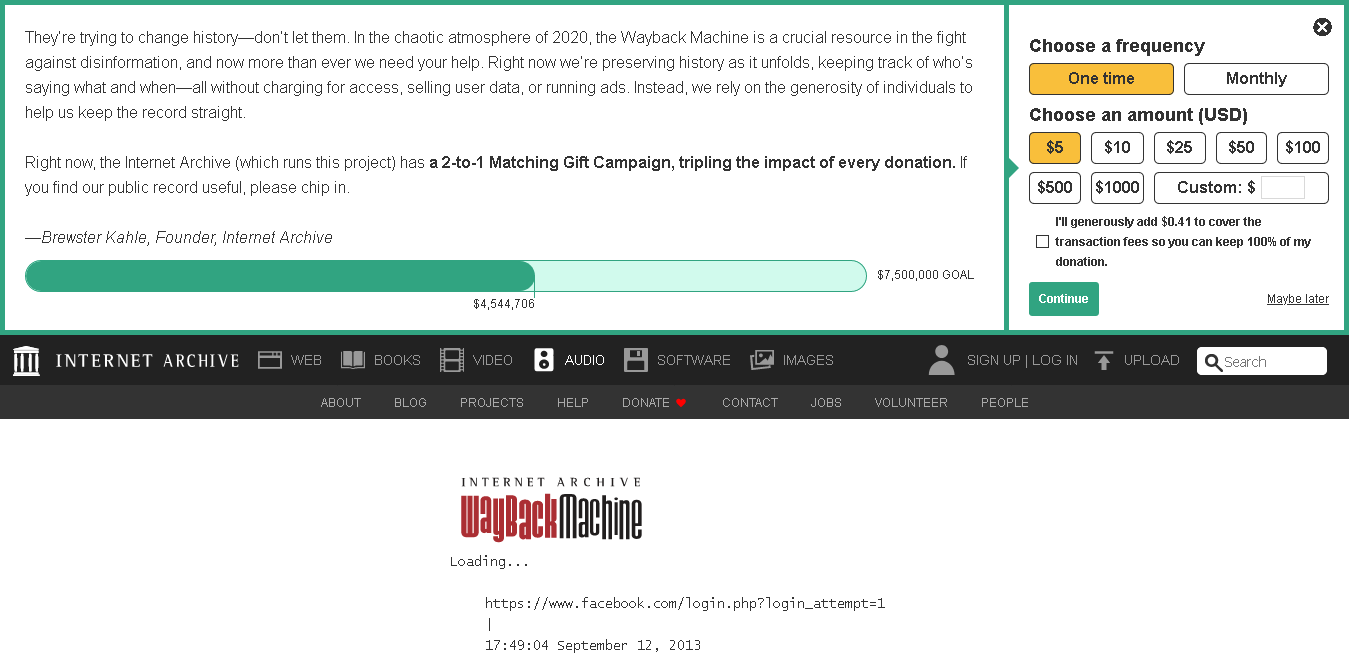 They're trying to change history—don't let them. In the chaotic atmosphere of 2020, the Wayback Machine is a crucial resource in the fight
against disinformation, and now more than ever we need your help. Right now we're preserving history as it unfolds, keeping track of who's
saying what and when—all without charging for access, selling user data, or running ads. Instead, we rely on the generosity of individuals to
help us keep the record straight.
Right now, the Internet Archive (which runs this project) has a 2-to-1 Matching Gift Campaign, tripling the impact of every donation. If
you find our public record useful, please chip in.
—Brewster Kahle, Founder, Internet Archive
$7,500,000 GOAL
$4,544,706
Choose a frequency
One time Monthly
Choose an amount (USD)
$5 $10 $25 $50 $100
$500 $1000 Custom: $
I'll generously add $0.41 to cover the
transaction fees so you can keep 100% of my
donation.
Continue Maybe later
INTERNET ARCHIVE WEB BOOKS VIDEO AUDIO SOFTWARE IMAGES SIGN UP | LOG IN UPLOAD Search
ABOUT BLOG PROJECTS HELP DONATE CONTACT JOBS VOLUNTEER PEOPLE
INTERNET ARCHIVE
WayBackMachine
Loading...
https://www.facebook.com/login.php?login_attempt=1
|
17:49:04 September 12, 2013